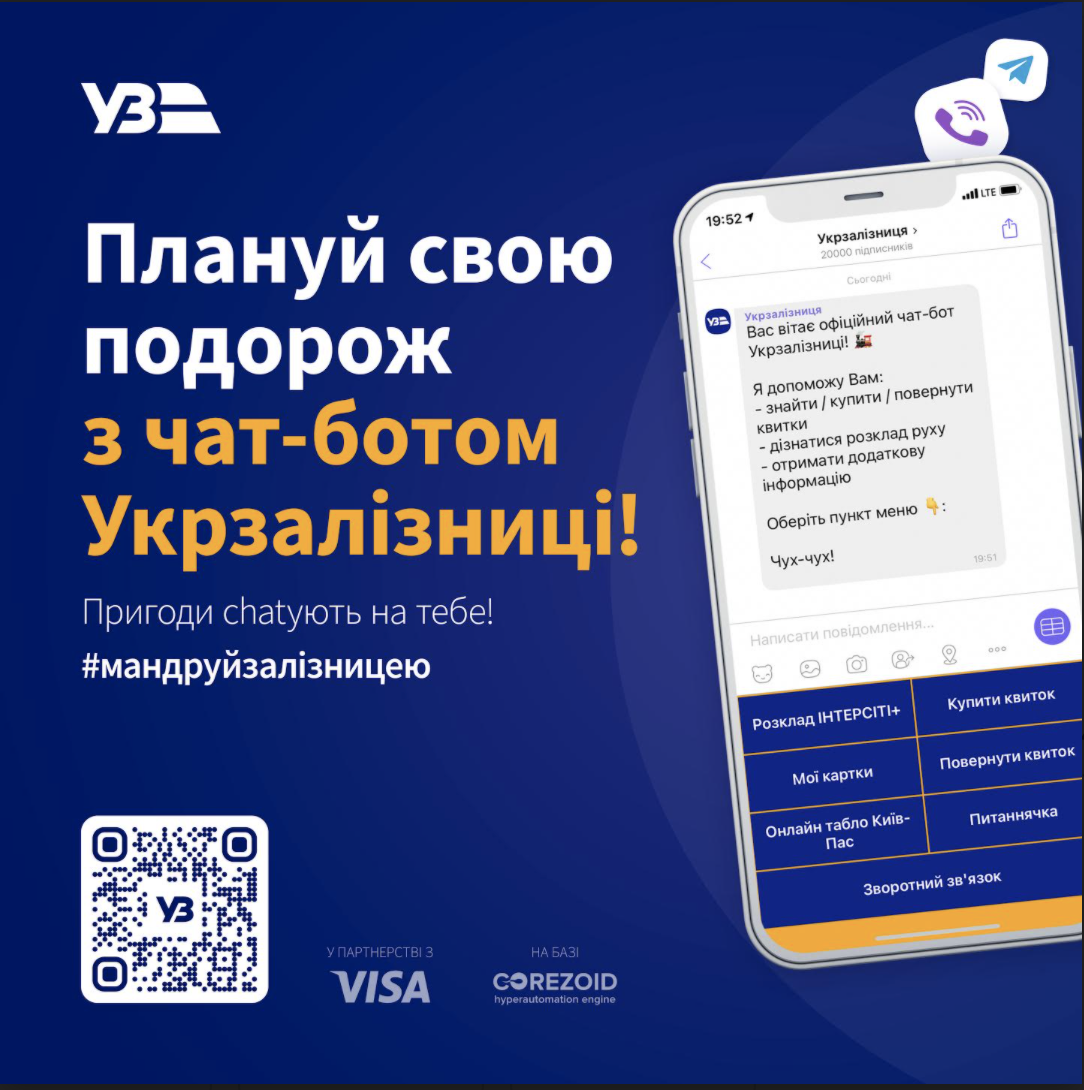 УЗ
Плануй свою
подорож
з чат-ботом
Укрзалізниці!
Пригоди chatують на тебе!
#мандруйзалізницею
УЗ
У ПАРТНЕРСТВІ З
VISA
НА БАЗІ
COREZOID
hyperautomation engine
19:52
LTE
Укрзалізниця ›
20000 підписників
Сьогодні
УЗ
Укрзалізниця
Вас вітає офіційний чат-бот
Укрзалізниці! 🚂
Я допоможу Вам:
- знайти / купити / повернути
квитки
- дізнатися розклад руху
- отримати додаткову
інформацію
Оберіть пункт меню 👇:
Чух-чух!
19:51
Написати повідомлення...
Розклад ІНТЕРСІТІ+
Купити квиток
Мої картки
Повернути квиток
Онлайн табло Київ-
Пас
Питаннячка
Зворотний зв'язок